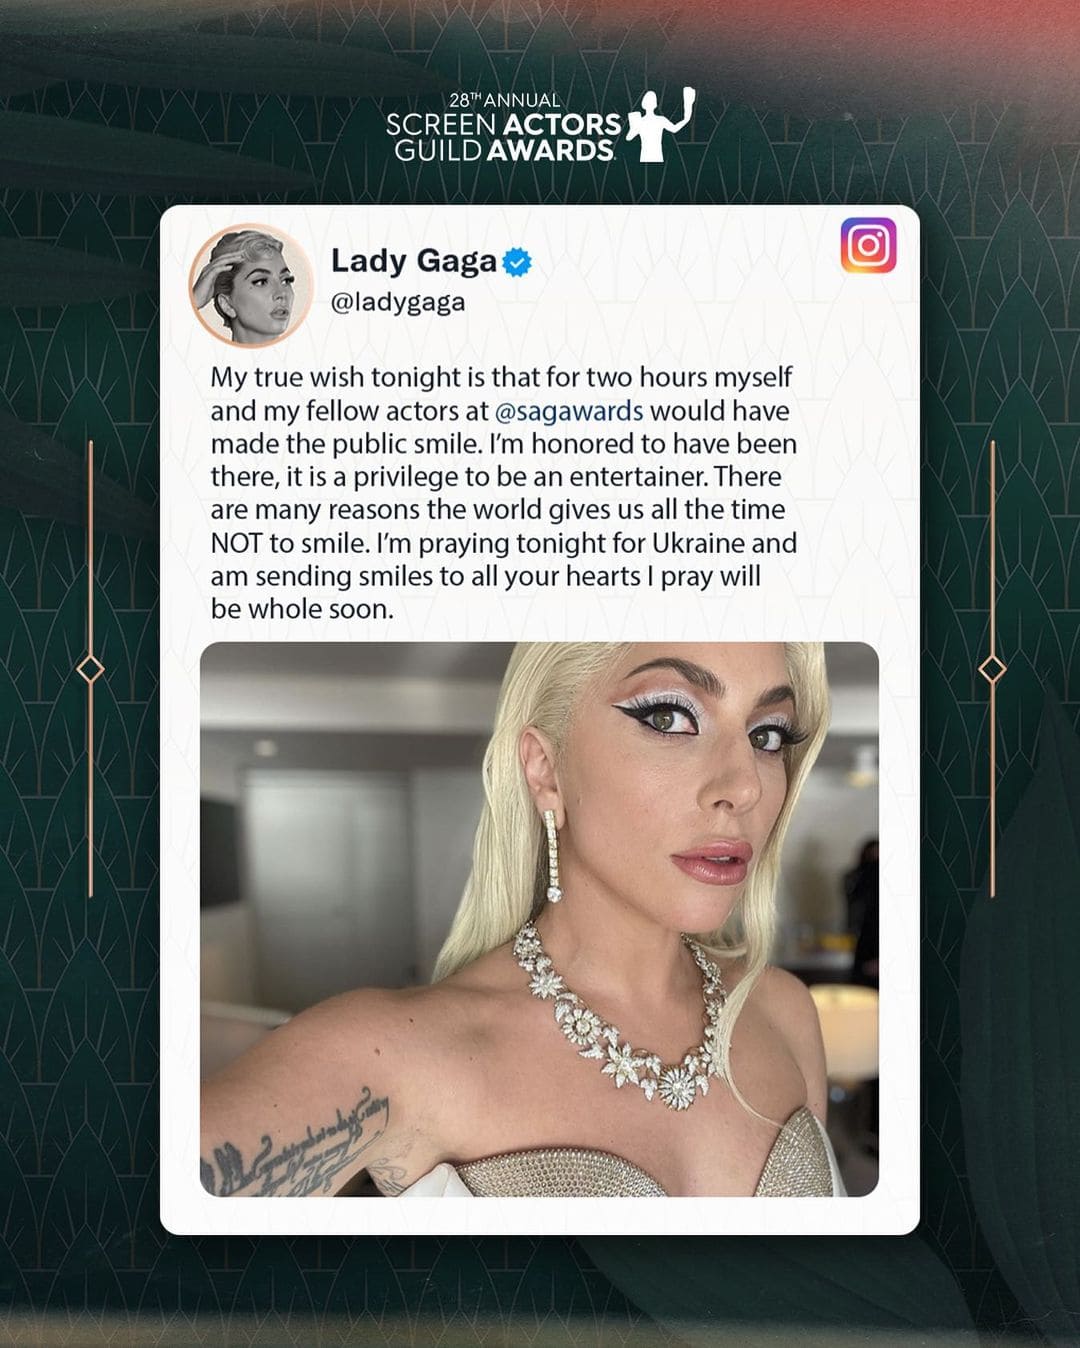 28TH ANNUAL
SCREEN ACTORS
GUILD AWARDS
Lady Gaga
@ladygaga
My true wish tonight is that for two hours myself
and my fellow actors at @sagawards would have
made the public smile. I’m honored to have been
there, it is a privilege to be an entertainer. There
are many reasons the world gives us all the time
NOT to smile. I’m praying tonight for Ukraine and
am sending smiles to all your hearts I pray will
be whole soon.